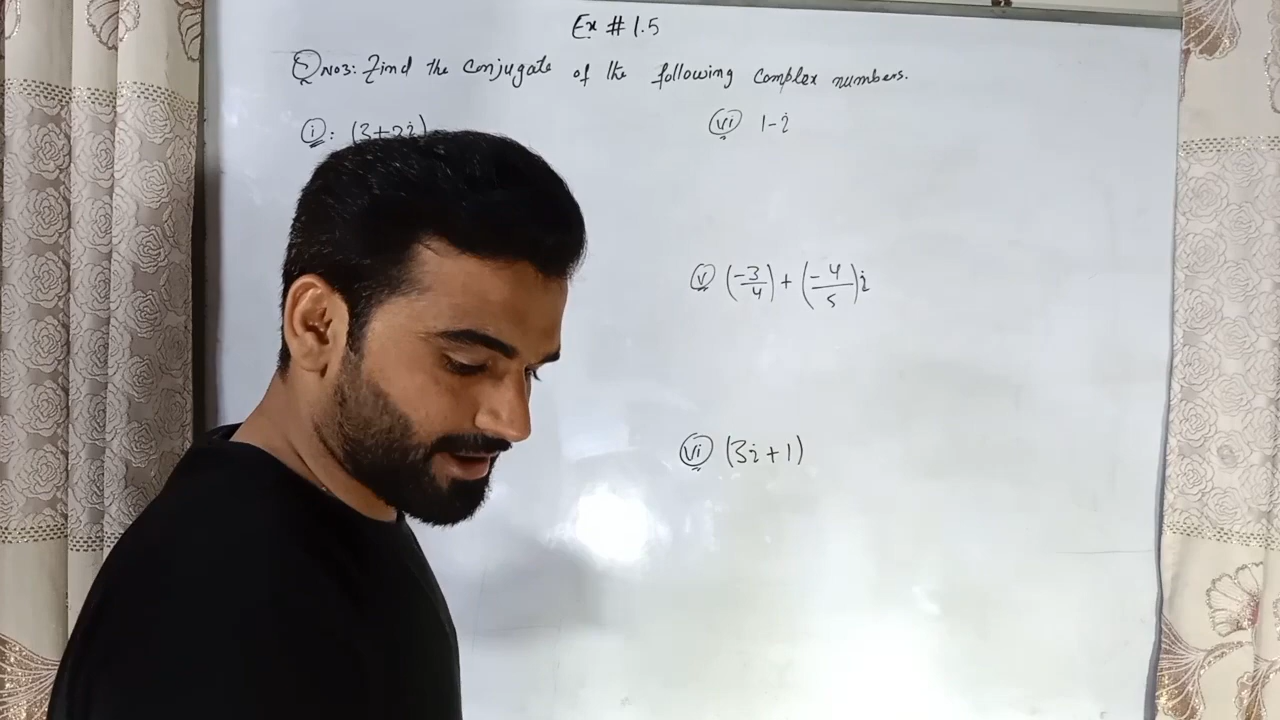 Ex # 1.5
Q No3: Find the conjugate of the following complex numbers.
(i): (3+2i)
(vi) 1-i
(v) (-3/4) + (-4/5)i
(vi) (3i+1)